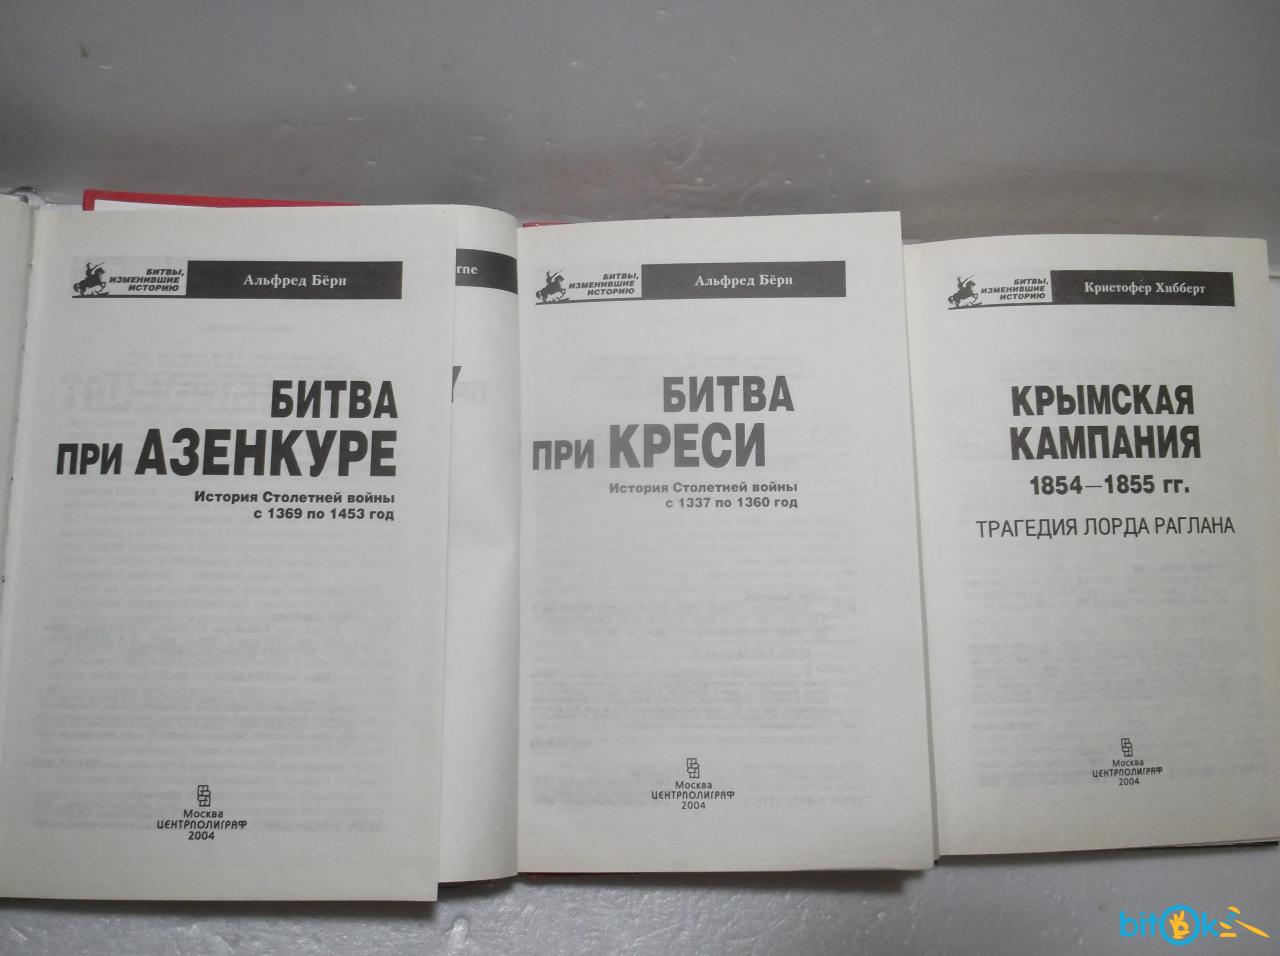 БИТВЫ,
ИЗМЕНИВШИЕ
ИСТОРИЮ
Альфред Бёрн
БИТВА
ПРИ АЗЕНКУРЕ
История Столетней войны
с 1369 по 1453 год
Москва
ЦЕНТРПОЛИГРАФ
2004
БИТВЫ,
ИЗМЕНИВШИЕ
ИСТОРИЮ
Альфред Бёрн
БИТВА
ПРИ КРЕСИ
История Столетней войны
с 1337 по 1360 год
Москва
ЦЕНТРПОЛИГРАФ
2004
БИТВЫ,
ИЗМЕНИВШИЕ
ИСТОРИЮ
Кристофер Хибберт
КРЫМСКАЯ
КАМПАНИЯ
1854—1855 гг.
ТРАГЕДИЯ ЛОРДА РАГЛАНА
Москва
ЦЕНТРПОЛИГРАФ
2004